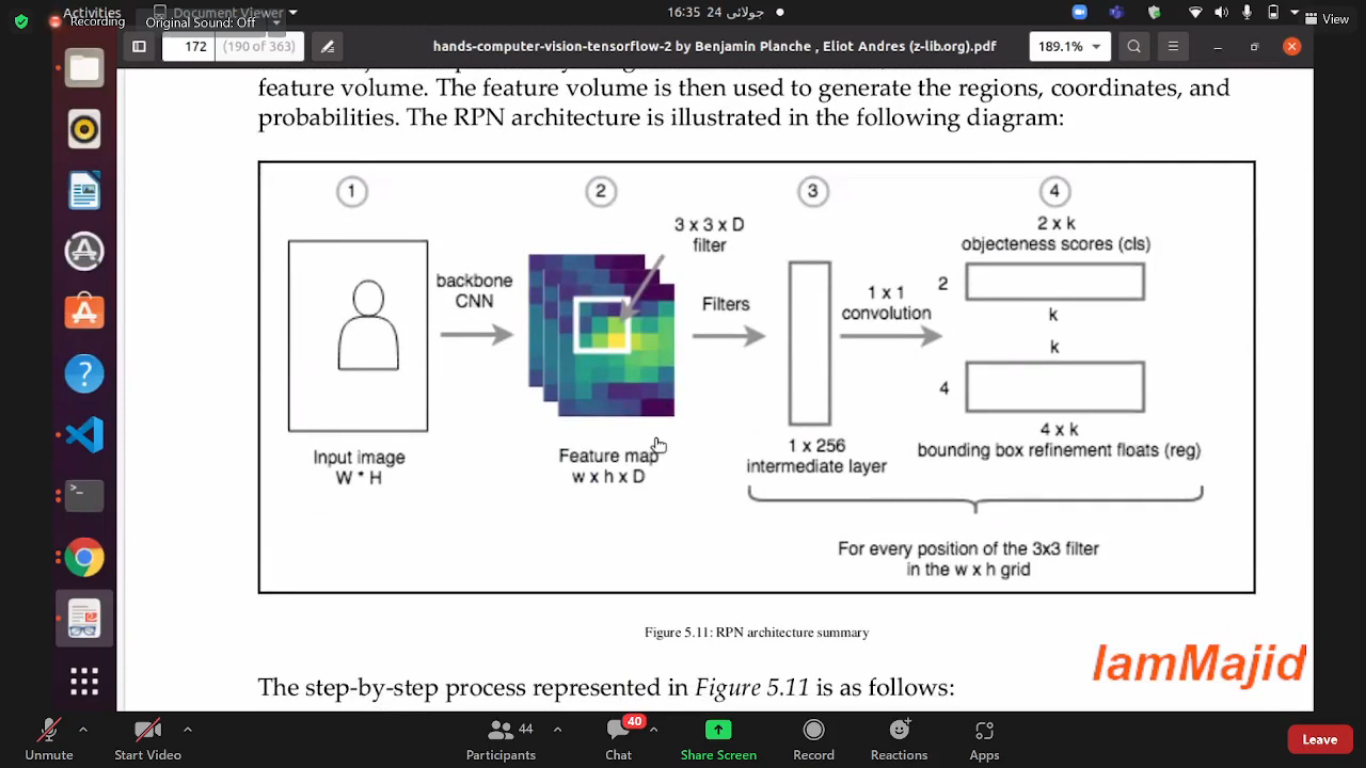 Activities
Document Viewer
Recording
Original Sound: Off
16:35 24 جولائی
View
172
(190 of 363)
hands-computer-vision-tensorflow-2 by Benjamin Planche , Eliot Andres (z-lib.org).pdf
189.1%
feature volume. The feature volume is then used to generate the regions, coordinates, and
probabilities. The RPN architecture is illustrated in the following diagram:
1
2
3
4
3 x 3 x D
filter
2 x k
objecteness scores (cls)
backbone
CNN
Filters
1 x 1
convolution
2
k
k
4
Input image
W * H
Feature map
w x h x D
1 x 256
intermediate layer
4 x k
bounding box refinement floats (reg)
For every position of the 3x3 filter
in the w x h grid
Figure 5.11: RPN architecture summary
IamMajid
The step-by-step process represented in Figure 5.11 is as follows:
Unmute
Start Video
Participants
44
Chat
40
Share Screen
Record
Reactions
Apps
Leave